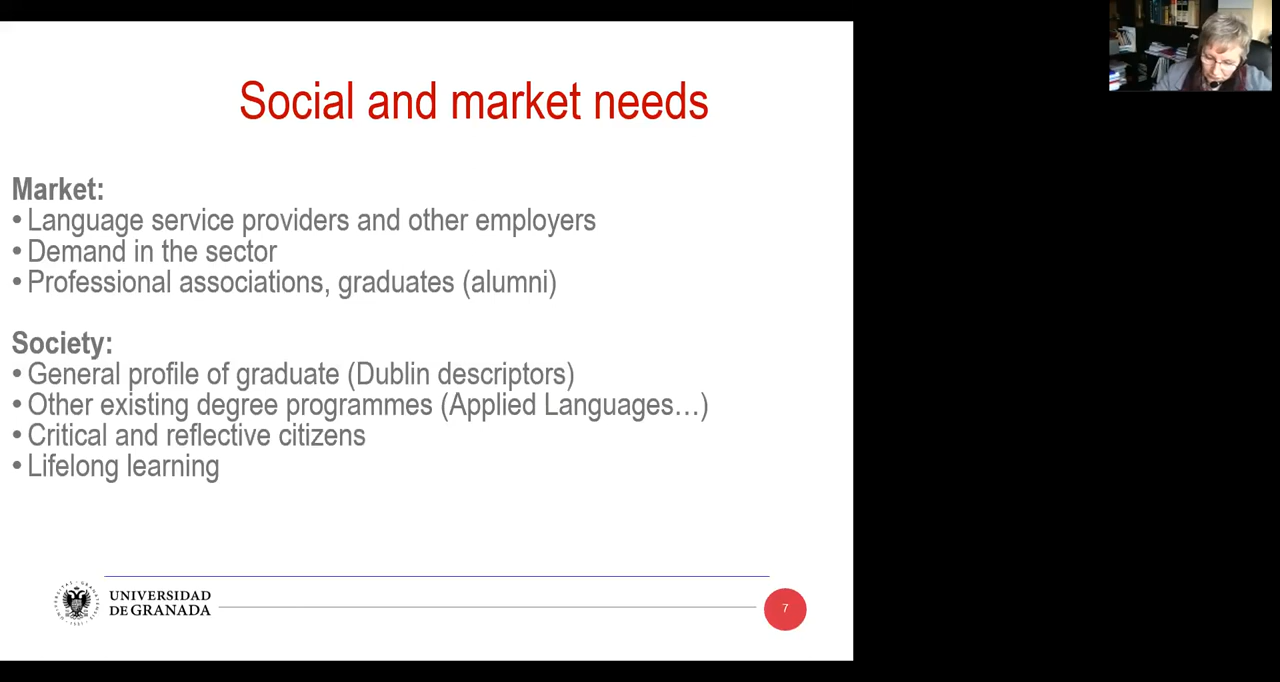 Social and market needs
Market:
• Language service providers and other employers
• Demand in the sector
• Professional associations, graduates (alumni)
Society:
• General profile of graduate (Dublin descriptors)
• Other existing degree programmes (Applied Languages…)
• Critical and reflective citizens
• Lifelong learning
UNIVERSIDAD
DE GRANADA
7